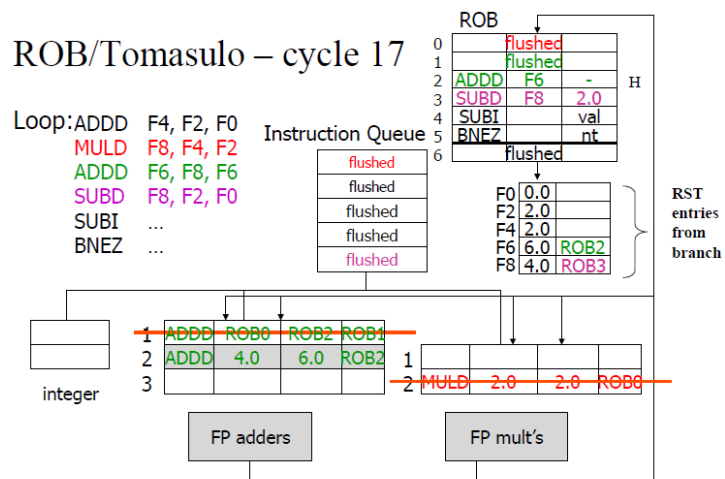 ROB/Tomasulo – cycle 17
ROB
0 flushed
1 flushed
2 ADDD F6 - H
3 SUBD F8 2.0
4 SUBI val
5 BNEZ nt
6 flushed
Loop: ADDD F4, F2, F0
MULD F8, F4, F2
ADDD F6, F8, F6
SUBD F8, F2, F0
SUBI ...
BNEZ ...
Instruction Queue
flushed
flushed
flushed
flushed
flushed
F0 0.0
F2 2.0
F4 2.0
F6 6.0 ROB2
F8 4.0 ROB3
RST
entries
from
branch
integer
1 ADDD ROB0 ROB2 ROB1
2 ADDD 4.0 6.0 ROB2
3
1
2 MULD 2.0 2.0 ROB0
FP adders
FP mult's